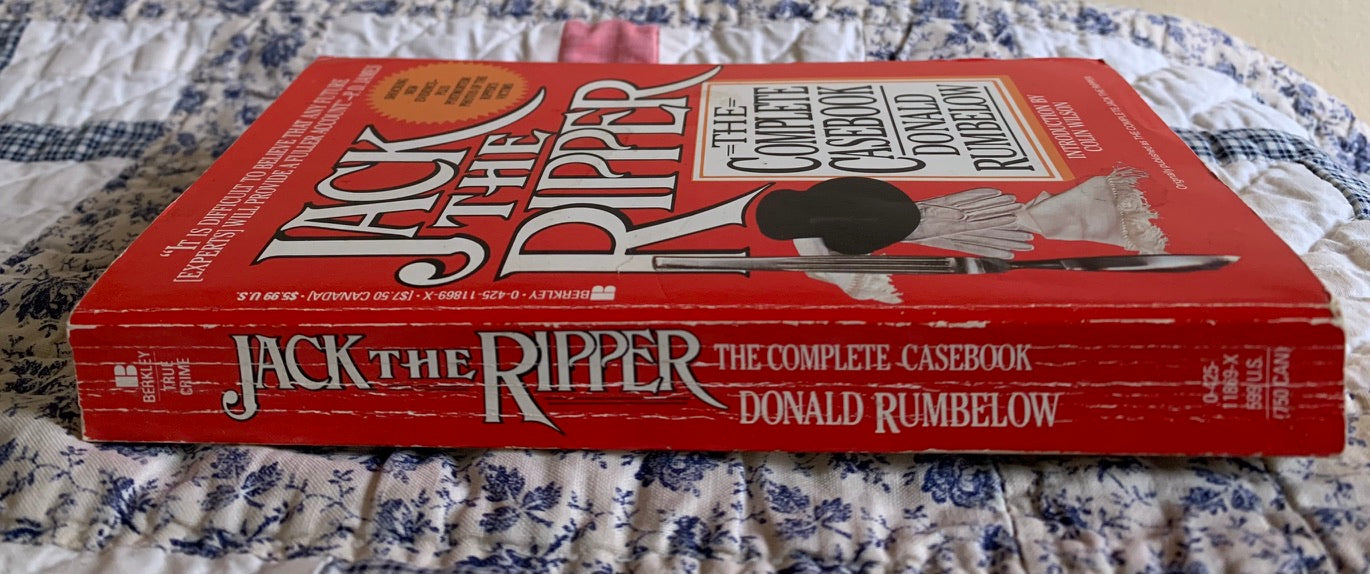 "IT IS DIFFICULT TO BELIEVE THAT ANY FUTURE
[EXPERTS] WILL PROVIDE A FULLER ACCOUNT."—P.D. JAMES
JACK
THE
RIPPER
=THE=
COMPLETE
CASEBOOK
DONALD
RUMBELOW
INTRODUCTION BY
COLIN WILSON
B BERKLEY • 0-425-11869-X • [$7.50 CANADA] • $5.99 U.S.
B
BERKLEY
TRUE
CRIME
JACK THE RIPPER
THE COMPLETE CASEBOOK
DONALD RUMBELOW
0-425-
11869-X
599 U.S.
(750 CAN)